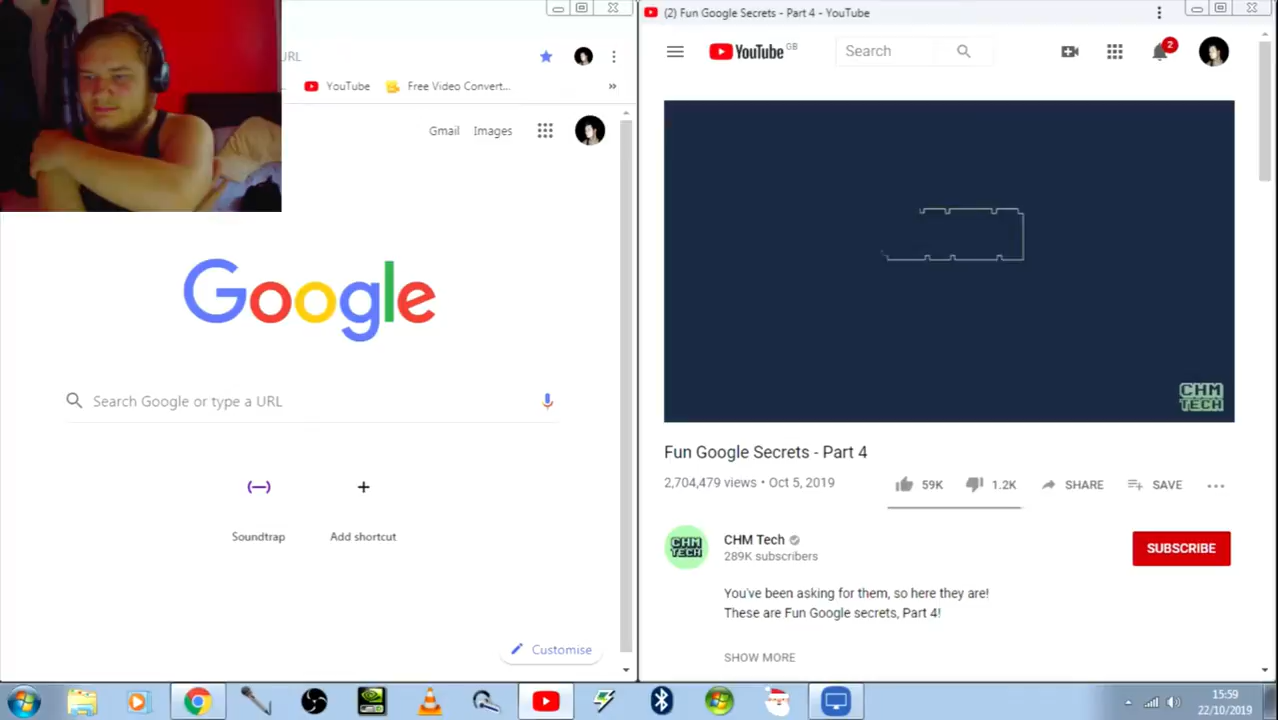 URL
YouTube
Free Video Convert...
»
Gmail
Images
Google
Search Google or type a URL
Soundtrap
Add shortcut
Customise
(2) Fun Google Secrets - Part 4 - YouTube
YouTube GB
Search
2
CHM
TECH
Fun Google Secrets - Part 4
2,704,479 views • Oct 5, 2019
59K
1.2K
SHARE
SAVE
CHM
TECH
CHM Tech
289K subscribers
SUBSCRIBE
You've been asking for them, so here they are!
These are Fun Google secrets, Part 4!
SHOW MORE
15:59
22/10/2019